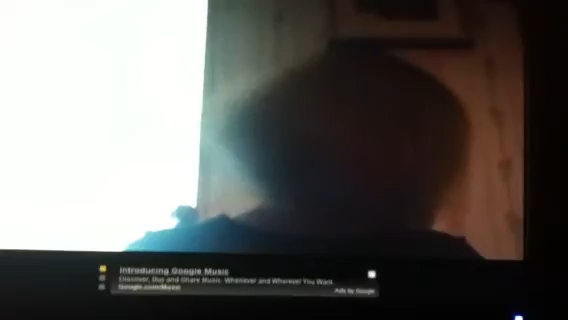 Introducing Google Music
Discover, Buy and Share Music. Whenever and Wherever You Want.
Google.com/Music
Ads by Google